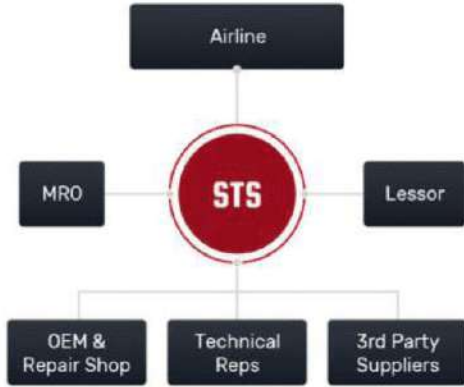 Airline
MRO
STS
Lessor
OEM &
Repair Shop
Technical
Reps
3rd Party
Suppliers